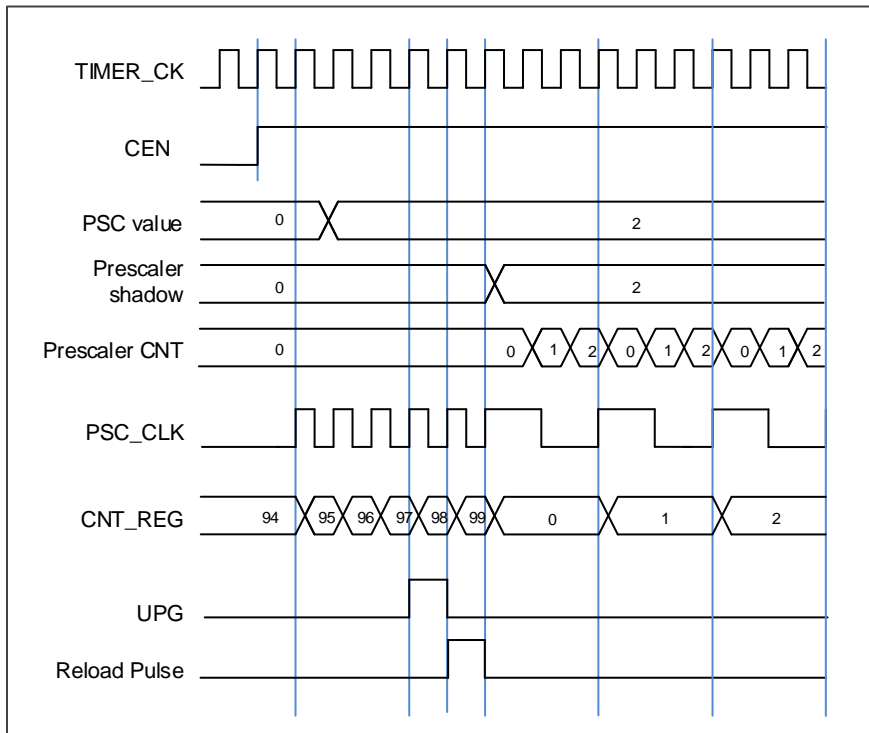 TIMER_CK
CEN
PSC value 0 2
Prescaler
shadow 0 2
Prescaler CNT 0 0 1 2 0 1 2 0 1 2
PSC_CLK
CNT_REG 94 95 96 97 98 99 0 1 2
UPG
Reload Pulse